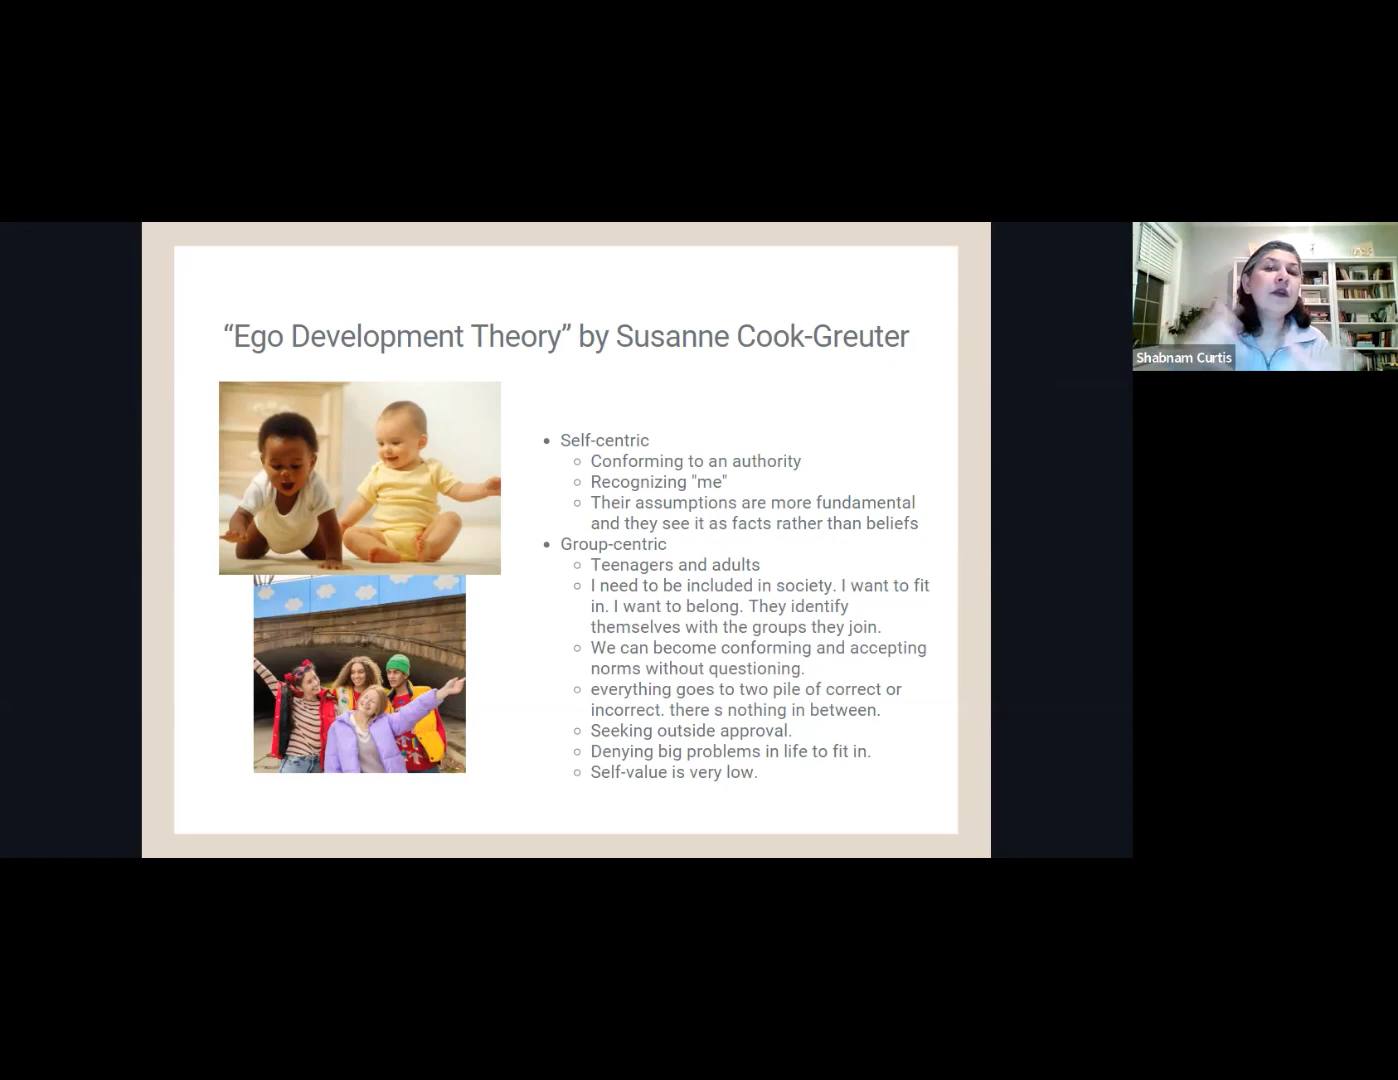 “Ego Development Theory” by Susanne Cook-Greuter
• Self-centric
○ Conforming to an authority
○ Recognizing "me"
○ Their assumptions are more fundamental
and they see it as facts rather than beliefs
• Group-centric
○ Teenagers and adults
○ I need to be included in society. I want to fit
in. I want to belong. They identify
themselves with the groups they join.
○ We can become conforming and accepting
norms without questioning.
○ everything goes to two pile of correct or
incorrect. there s nothing in between.
○ Seeking outside approval.
○ Denying big problems in life to fit in.
○ Self-value is very low.
Shabnam Curtis